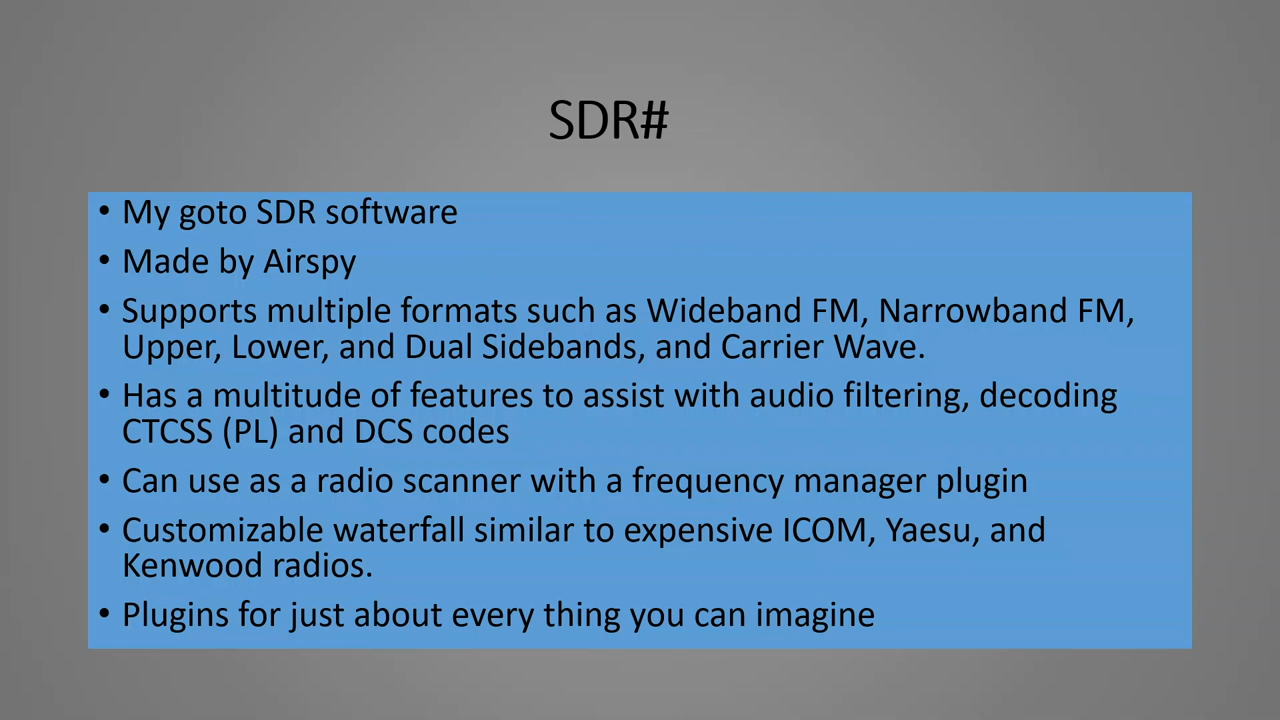 SDR#
• My goto SDR software
• Made by Airspy
• Supports multiple formats such as Wideband FM, Narrowband FM,
Upper, Lower, and Dual Sidebands, and Carrier Wave.
• Has a multitude of features to assist with audio filtering, decoding
CTCSS (PL) and DCS codes
• Can use as a radio scanner with a frequency manager plugin
• Customizable waterfall similar to expensive ICOM, Yaesu, and
Kenwood radios.
• Plugins for just about every thing you can imagine